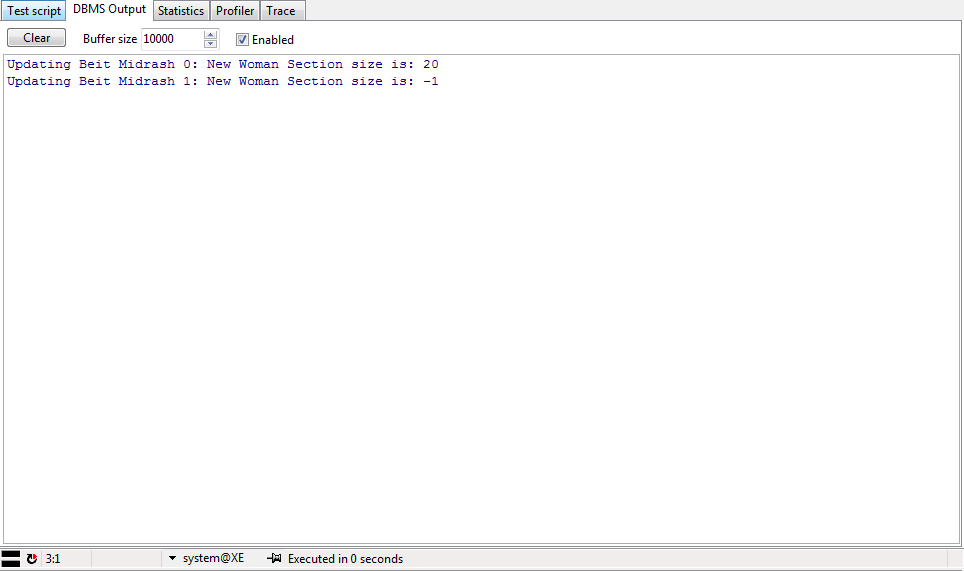 Test script DBMS Output Statistics Profiler Trace
Clear Buffer size 10000 Enabled
Updating Beit Midrash 0: New Woman Section size is: 20
Updating Beit Midrash 1: New Woman Section size is: -1
3:1 system@XE Executed in 0 seconds